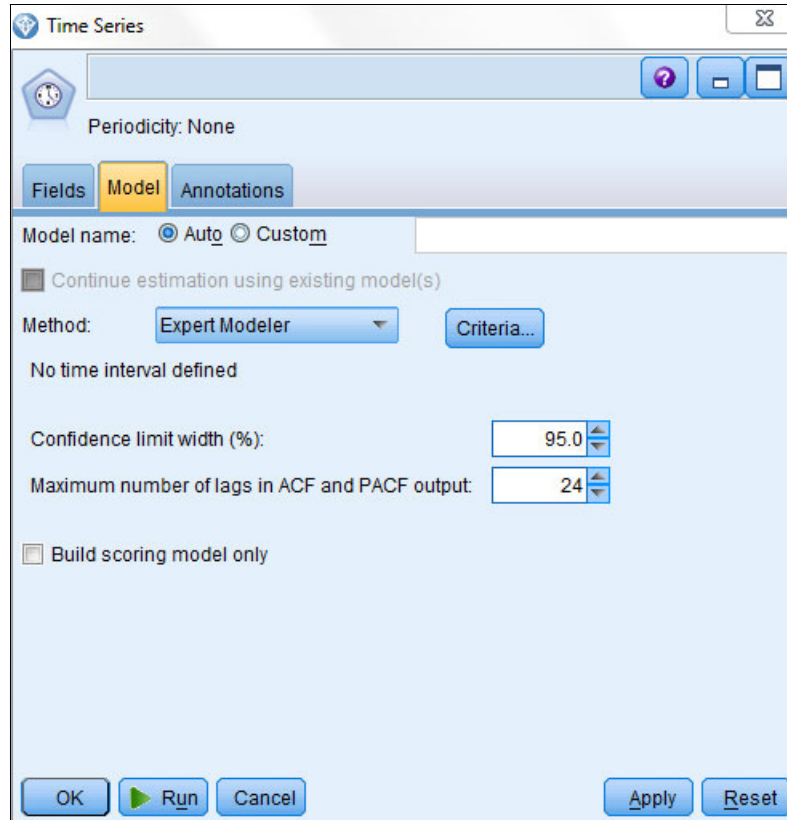 Time Series
Periodicity: None
Fields Model Annotations
Model name: Auto Custom
Continue estimation using existing model(s)
Method: Expert Modeler Criteria...
No time interval defined
Confidence limit width (%): 95.0
Maximum number of lags in ACF and PACF output: 24
Build scoring model only
OK Run Cancel Apply Reset